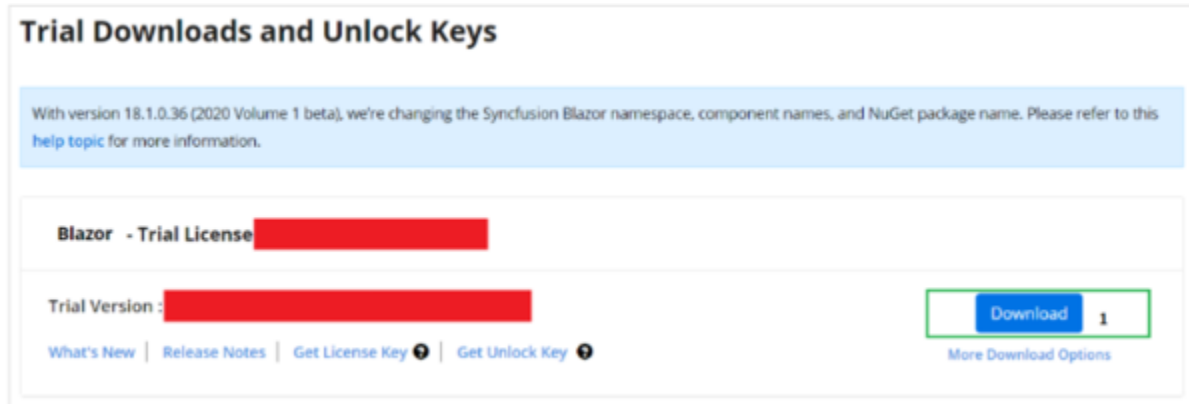 Trial Downloads and Unlock Keys
With version 18.1.0.36 (2020 Volume 1 beta), we're changing the Syncfusion Blazor namespace, component names, and NuGet package name. Please refer to this
help topic for more information.
Blazor - Trial License
Trial Version :
Download 1
What's New | Release Notes | Get License Key ? | Get Unlock Key ?
More Download Options